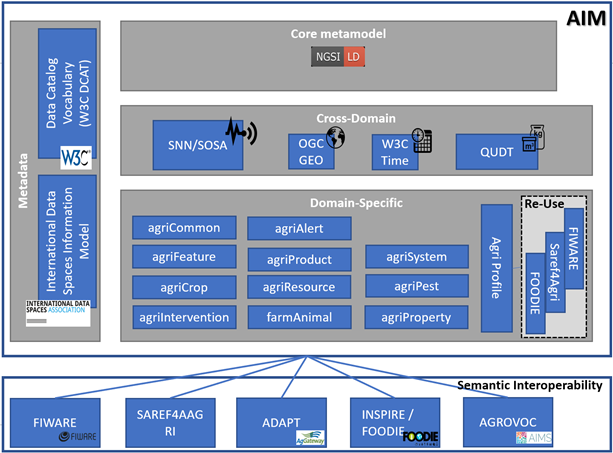 AIM
Metadata
Data Catalog
Vocabulary
(W3C DCAT)
W3C
International Data
Spaces Information
Model
INTERNATIONAL DATA
SPACES ASSOCIATION
Core metamodel
NGSI LD
Cross-Domain
SNN/SOSA
OGC
GEO
W3C
Time
QUDT
kg
m³
Domain-Specific
agriCommon
agriFeature
agriCrop
agriIntervention
agriAlert
agriProduct
agriResource
farmAnimal
agriSystem
agriPest
agriProperty
Agri Profile
Re-Use
FOODIE
Saref4Agri
FIWARE
Semantic Interoperability
FIWARE
FIWARE
SAREF4AAG
RI
ADAPT
AgGateway
INSPIRE /
FOODIE
FOODIE
AGROVOC
AIMS